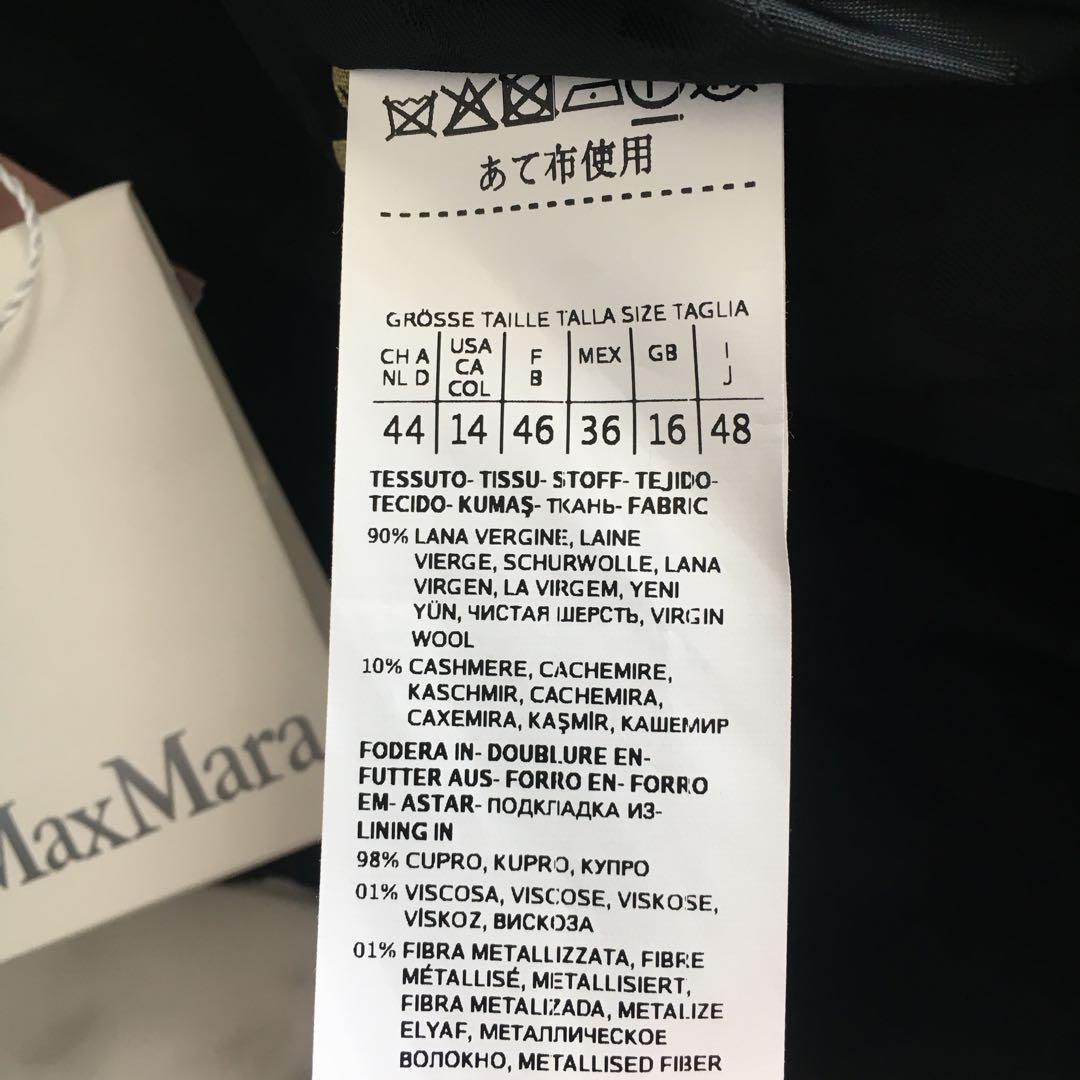 あて布使用
GRÖSSE TAILLE TALLA SIZE TAGLIA
CH A NL D | USA CA COL | F B | MEX | GB | I J
44 | 14 | 46 | 36 | 16 | 48
TESSUTO- TISSU- STOFF- TEJIDO-
TECIDO- KUMAŞ- ТКАНЬ- FABRIC
90% LANA VERGINE, LAINE
VIERGE, SCHURWOLLE, LANA
VIRGEN, LA VIRGEM, YENI
YÜN, ЧИСТАЯ ШЕРСТЬ, VIRGIN
WOOL
10% CASHMERE, CACHEMIRE,
KASCHMIR, CACHEMIRA,
CAXEMIRA, KAŞMİR, КАШЕМИР
FODERA IN- DOUBLURE EN-
FUTTER AUS- FORRO EN- FORRO
EM- ASTAR- ПОДКЛАДКА ИЗ-
LINING IN
98% CUPRO, KUPRO, КУПРО
01% VISCOSA, VISCOSE, VISKOSE,
VİSKOZ, ВИСКОЗА
01% FIBRA METALLIZZATA, FIBRE
MÉTALLISÉ, METALLISIERT,
FIBRA METALIZADA, METALIZE
ELYAF, МЕТАЛЛИЧЕСКОЕ
ВОЛОКНО, METALLISED FIBER
MaxMara